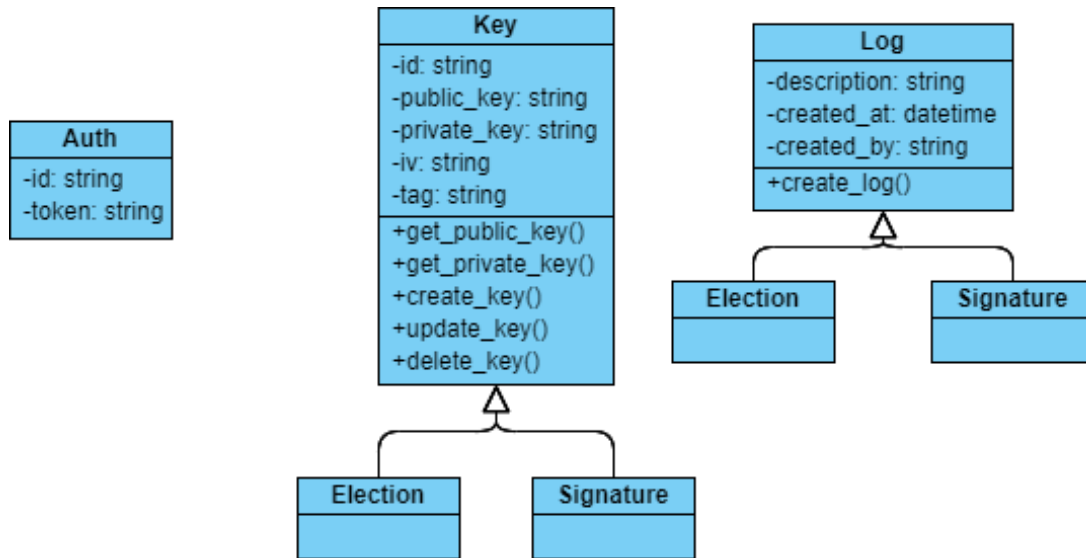 Auth
-id: string
-token: string
Key
-id: string
-public_key: string
-private_key: string
-iv: string
-tag: string
+get_public_key()
+get_private_key()
+create_key()
+update_key()
+delete_key()
Election
Signature
Log
-description: string
-created_at: datetime
-created_by: string
+create_log()
Election
Signature